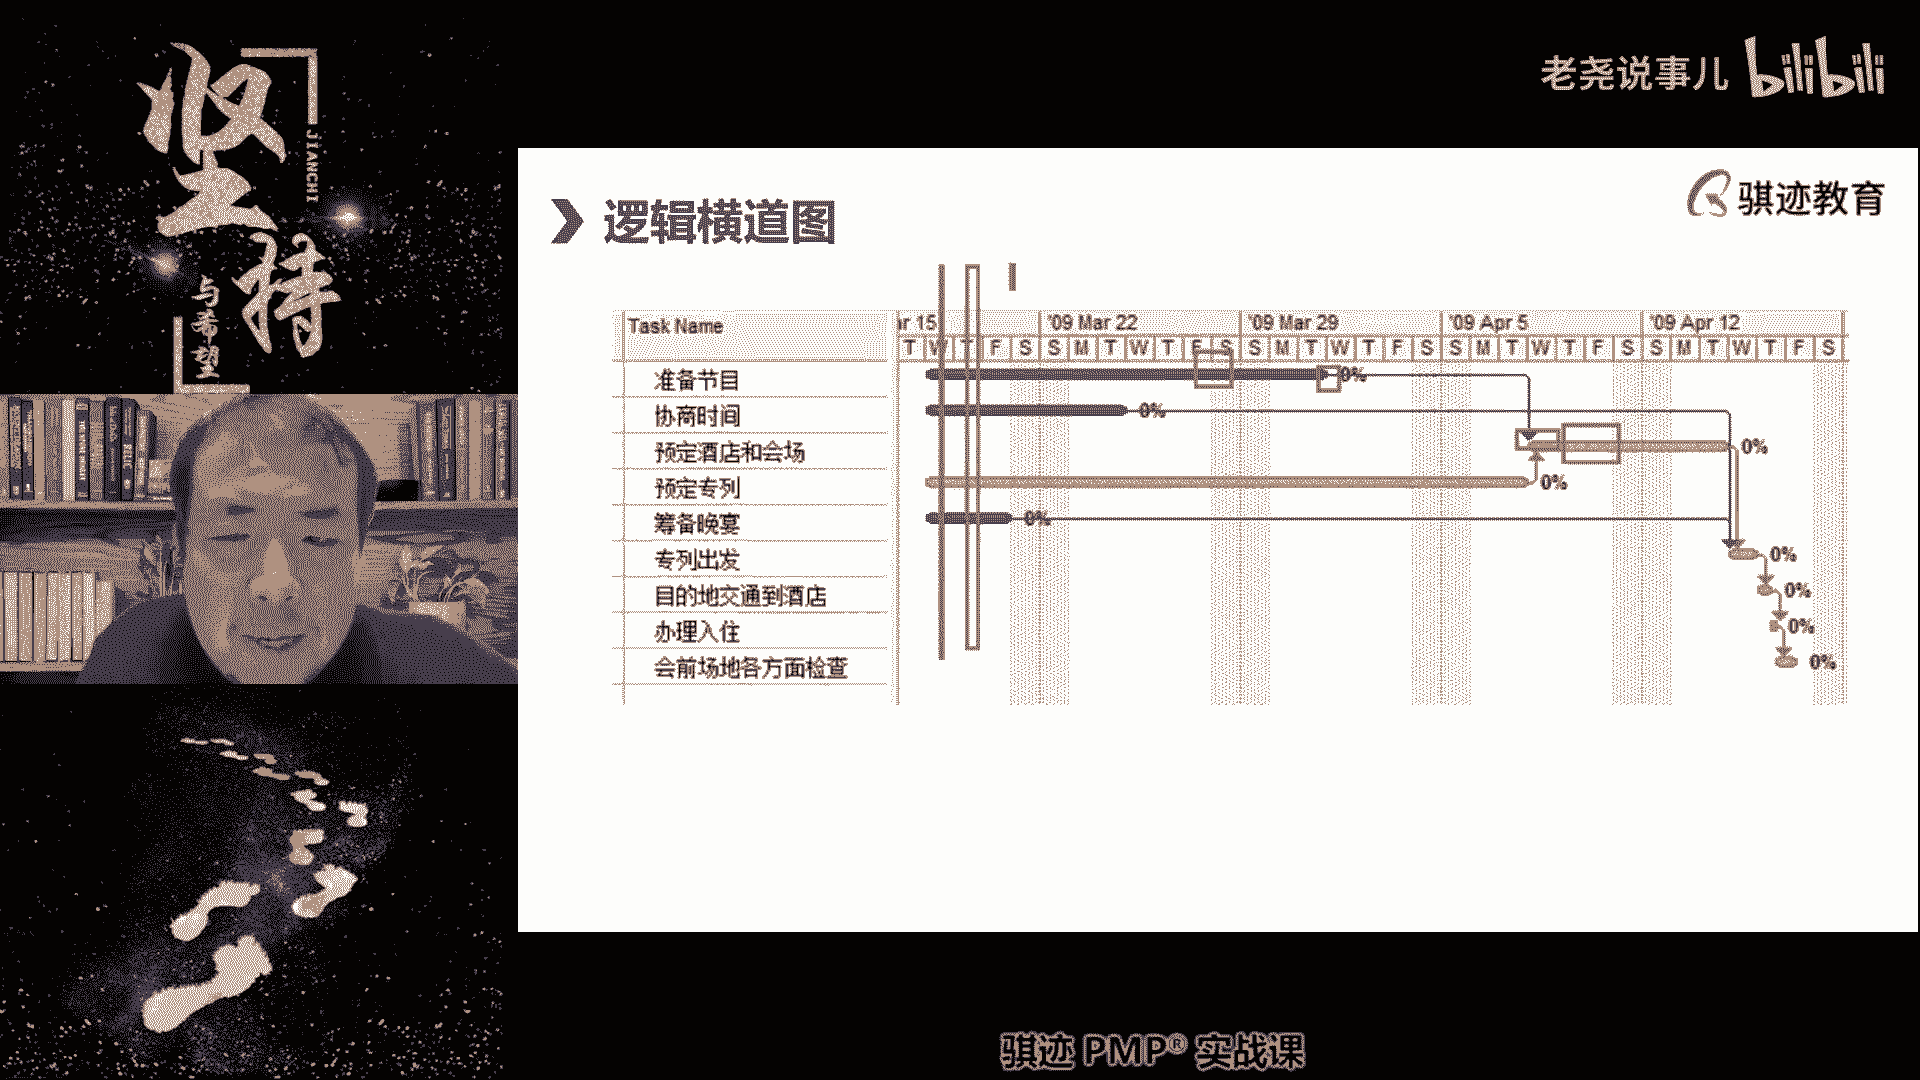 坚持
JIANCHI
与希望
老尧说事儿 bilibili
骐迹教育
逻辑横道图
Task Name
ar 15 '09 Mar 22 '09 Mar 29 '09 Apr 5 '09 Apr 12
T W T F S S M T W T F S S M T W T F S S M T W T F S S M T W T F S
准备节目 0%
协商时间 0%
预定酒店和会场 0%
预定专列 0%
筹备晚宴 0%
专列出发 0%
目的地交通到酒店 0%
办理入住 0%
会前场地各方面检查 0%
骐迹 PMP® 实战课